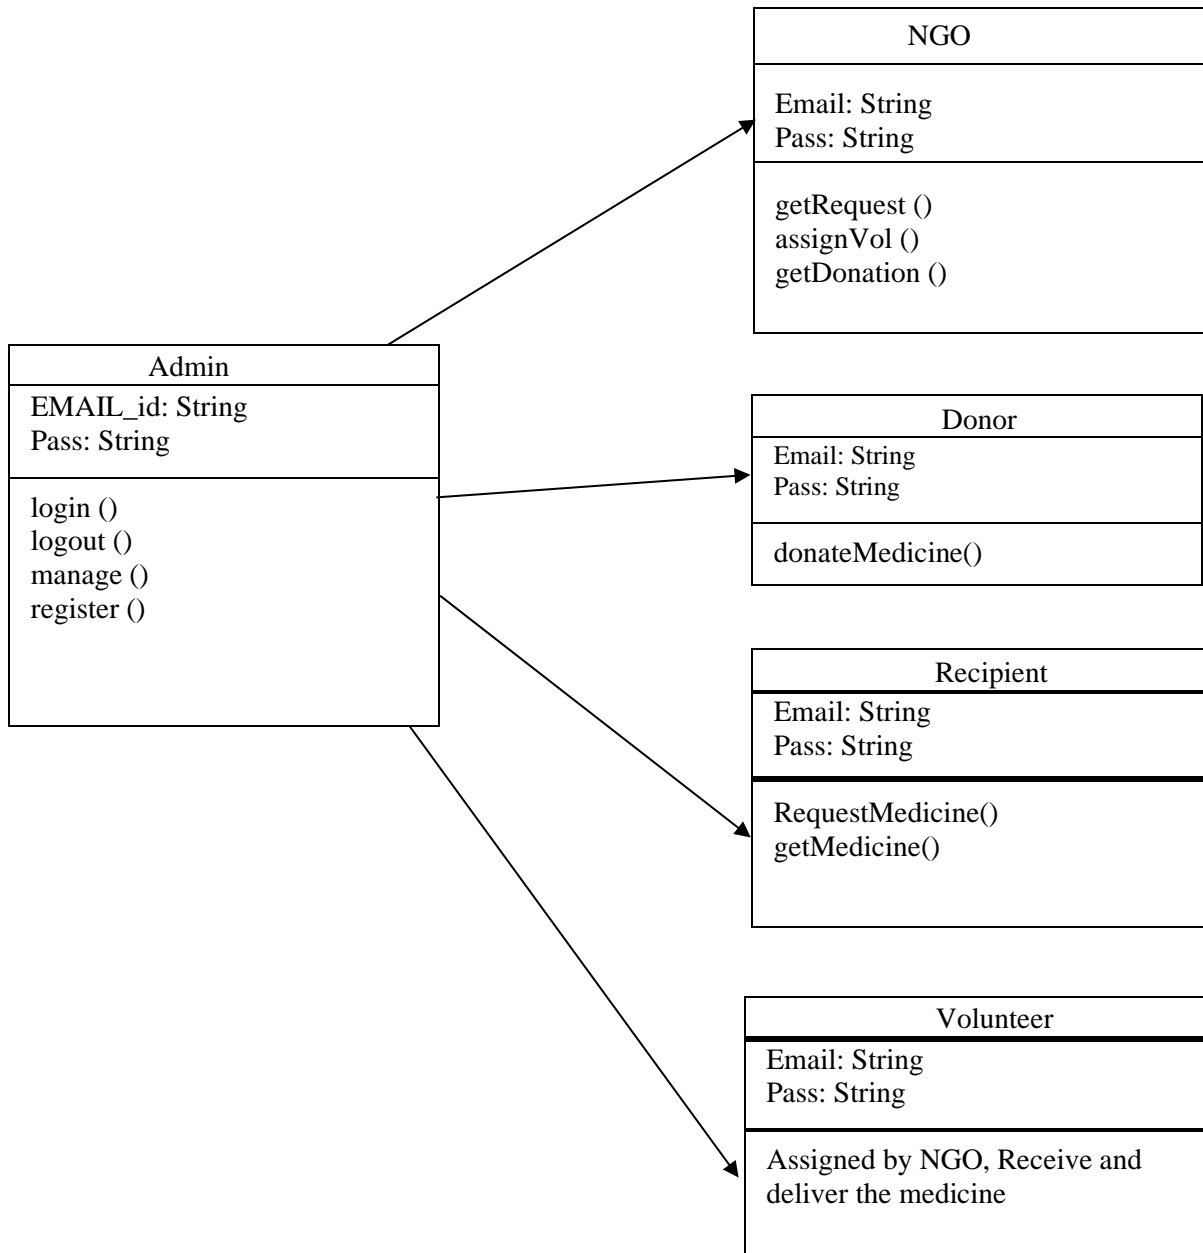 NGO
Email: String
Pass: String
getRequest ()
assignVol ()
getDonation ()
Admin
EMAIL_id: String
Pass: String
login ()
logout ()
manage ()
register ()
Donor
Email: String
Pass: String
donateMedicine()
Recipient
Email: String
Pass: String
RequestMedicine()
getMedicine()
Volunteer
Email: String
Pass: String
Assigned by NGO, Receive and
deliver the medicine